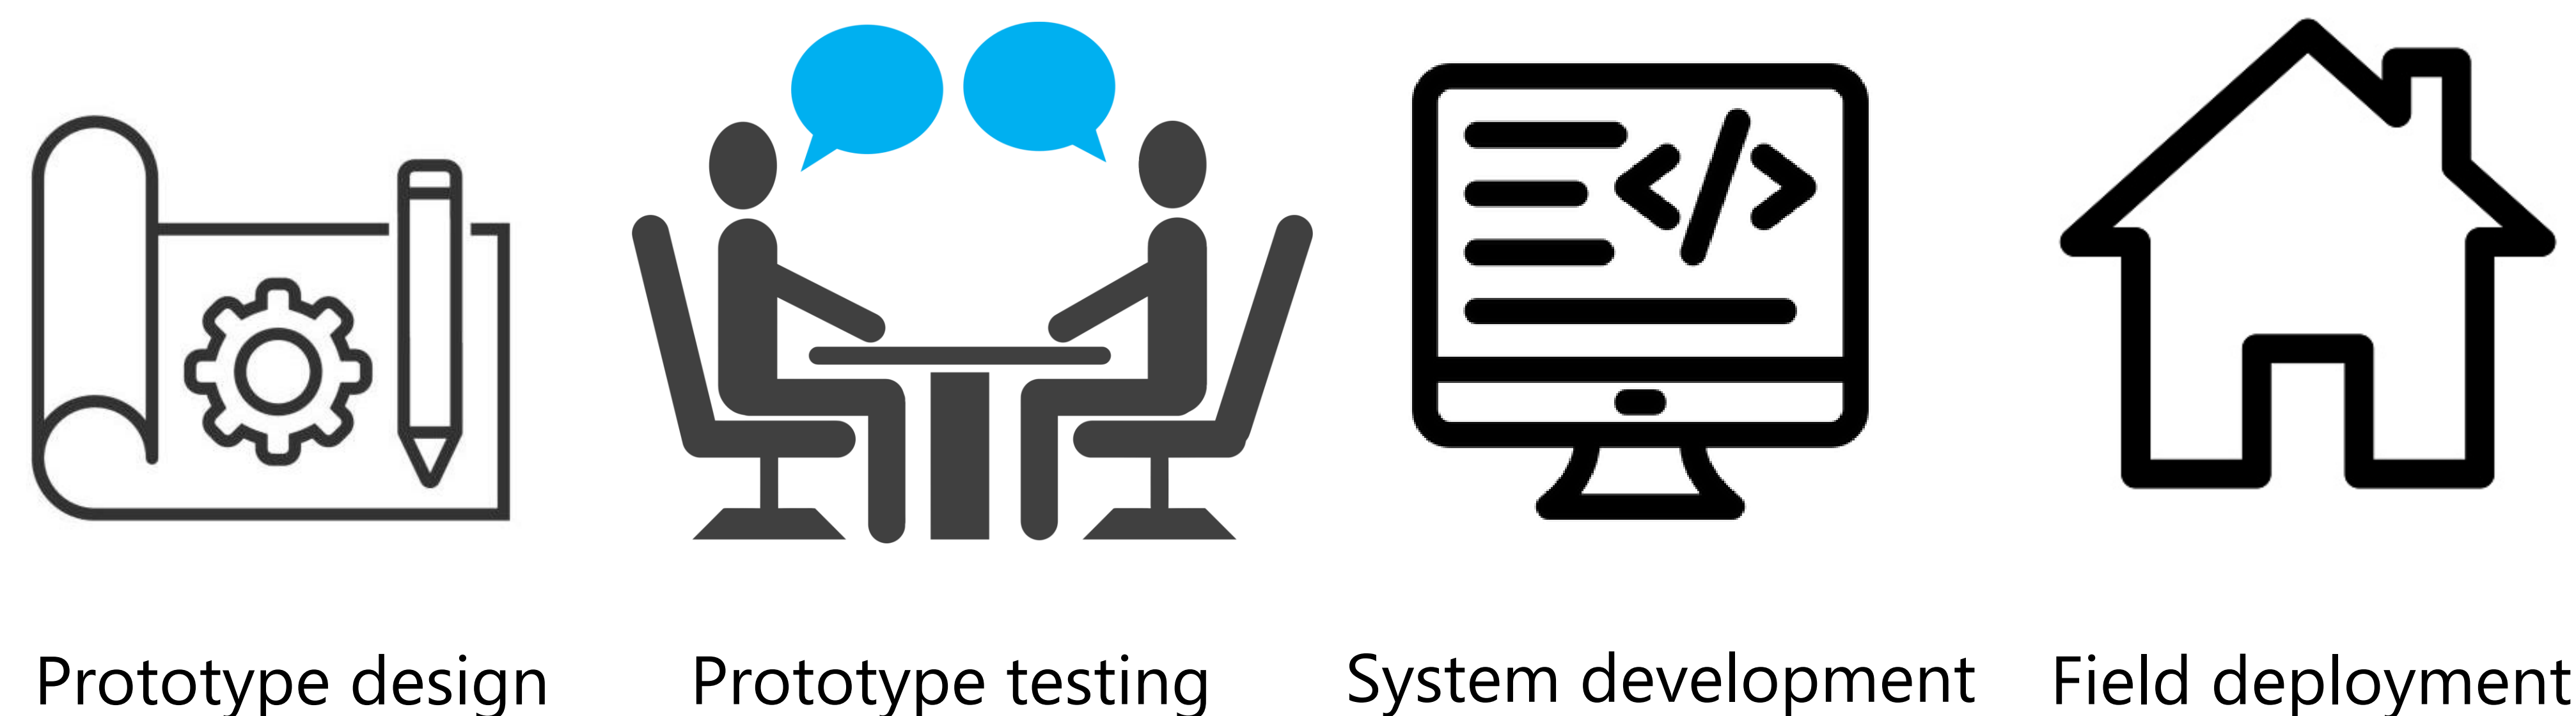 Prototype design
Prototype testing
System development
Field deployment